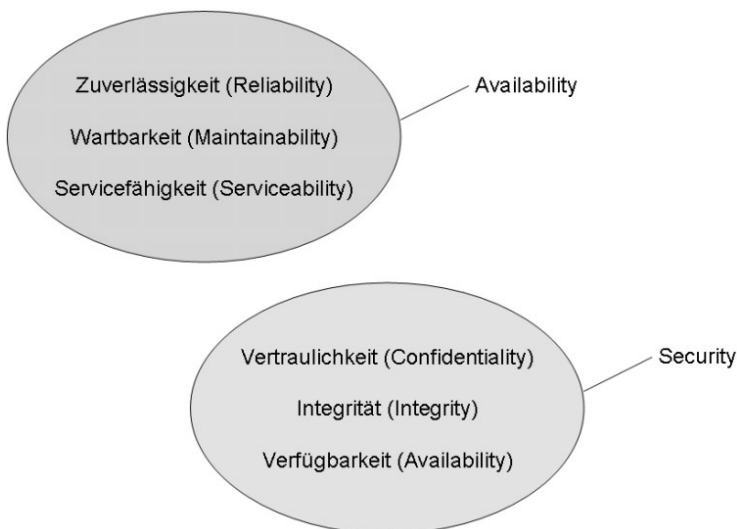 Zuverlässigkeit (Reliability)
Availability
Wartbarkeit (Maintainability)
Servicefähigkeit (Serviceability)
Vertraulichkeit (Confidentiality)
Security
Integrität (Integrity)
Verfügbarkeit (Availability)